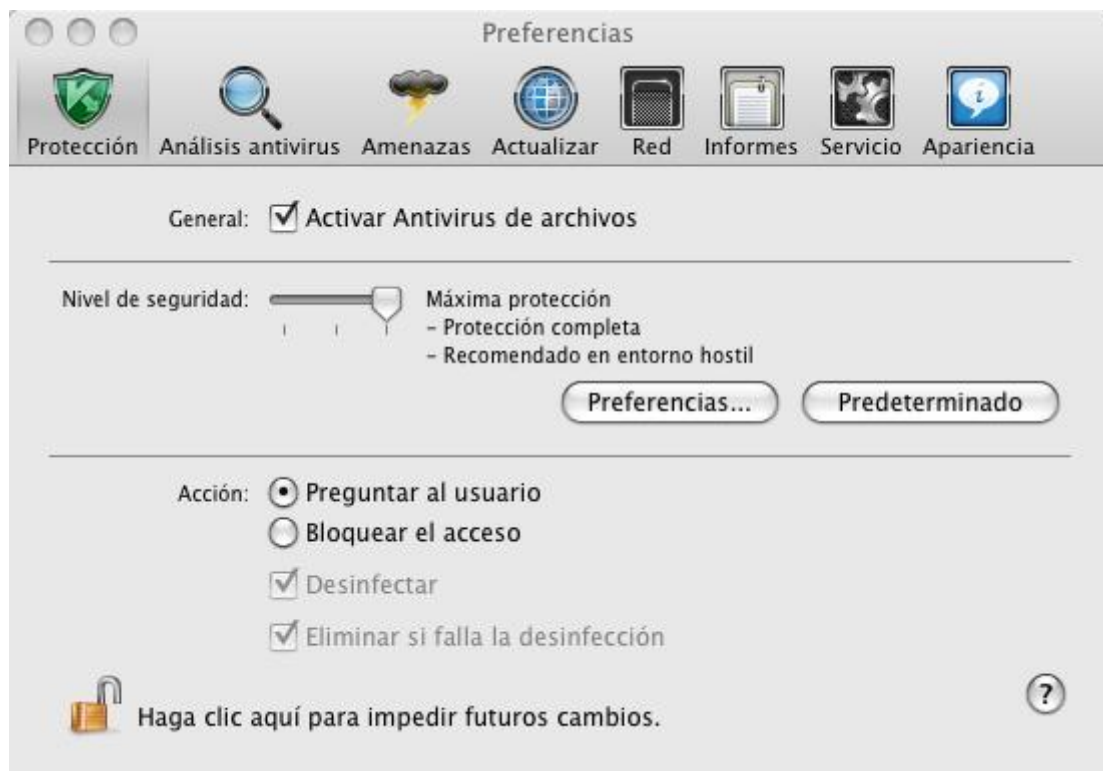 Preferencias
Protección Análisis antivirus Amenazas Actualizar Red Informes Servicio Apariencia
General: Activar Antivirus de archivos
Nivel de seguridad: Máxima protección
- Protección completa
- Recomendado en entorno hostil
Preferencias... Predeterminado
Acción: Preguntar al usuario
Bloquear el acceso
Desinfectar
Eliminar si falla la desinfección
Haga clic aquí para impedir futuros cambios. ?